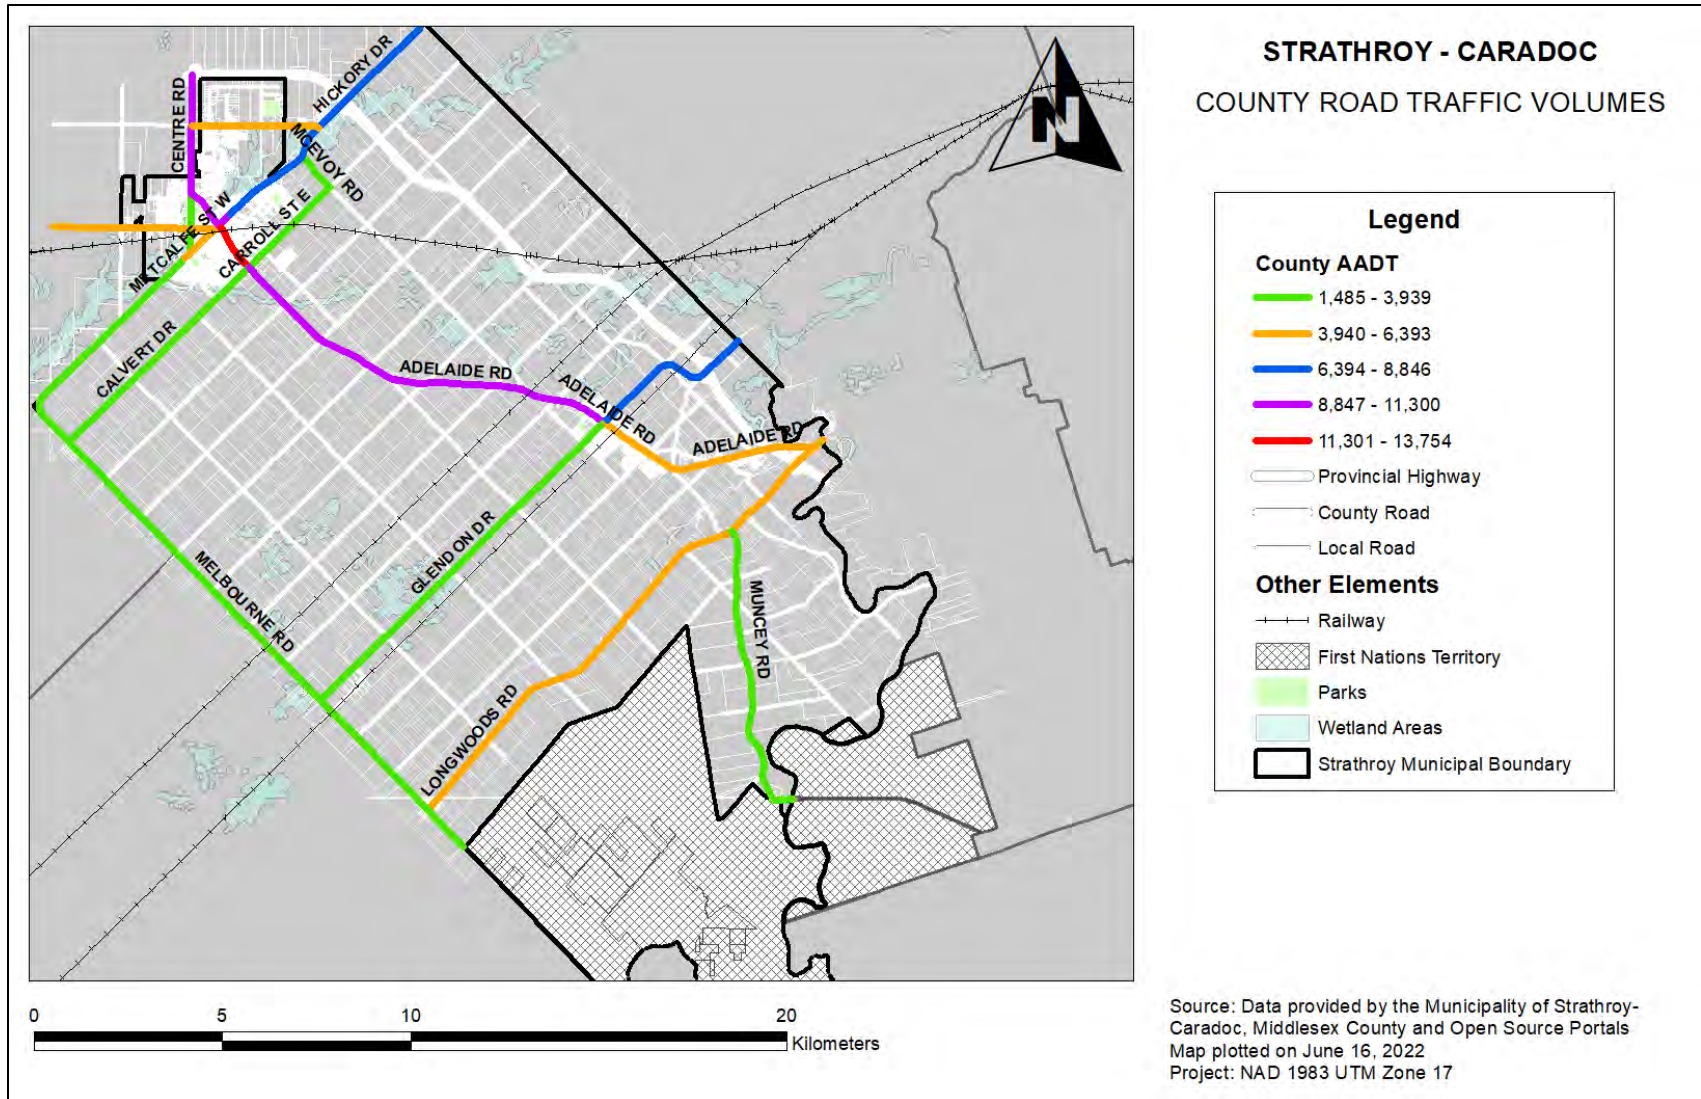 STRATHROY - CARADOC
COUNTY ROAD TRAFFIC VOLUMES
N
HICKORY DR
CENTRE RD
MCEVOY RD
METCALFE ST W
CARROLL ST E
CALVERT DR
ADELAIDE RD
ADELAIDE RD
ADELAIDE RD
GLENDON DR
MELBOURNE RD
MUNCEY RD
LONGWOODS RD
Legend
County AADT
1,485 - 3,939
3,940 - 6,393
6,394 - 8,846
8,847 - 11,300
11,301 - 13,754
Provincial Highway
County Road
Local Road
Other Elements
Railway
First Nations Territory
Parks
Wetland Areas
Strathroy Municipal Boundary
0 5 10 20
Kilometers
Source: Data provided by the Municipality of Strathroy-
Caradoc, Middlesex County and Open Source Portals
Map plotted on June 16, 2022
Project: NAD 1983 UTM Zone 17